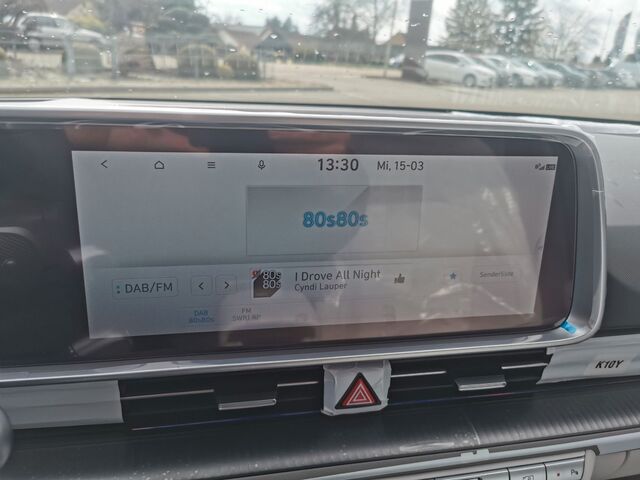 13:30 Mi, 15-03
80s80s
I Drove All Night
Cyndi Lauper
DAB/FM
80s
80s
Senderliste
DAB
80s80s
FM
SWR1 RP
K10Y
P